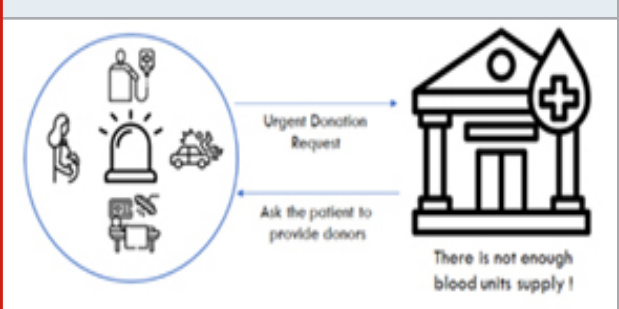 Urgent Donation
Request
Ask the patient to
provide donors
There is not enough
blood units supply !